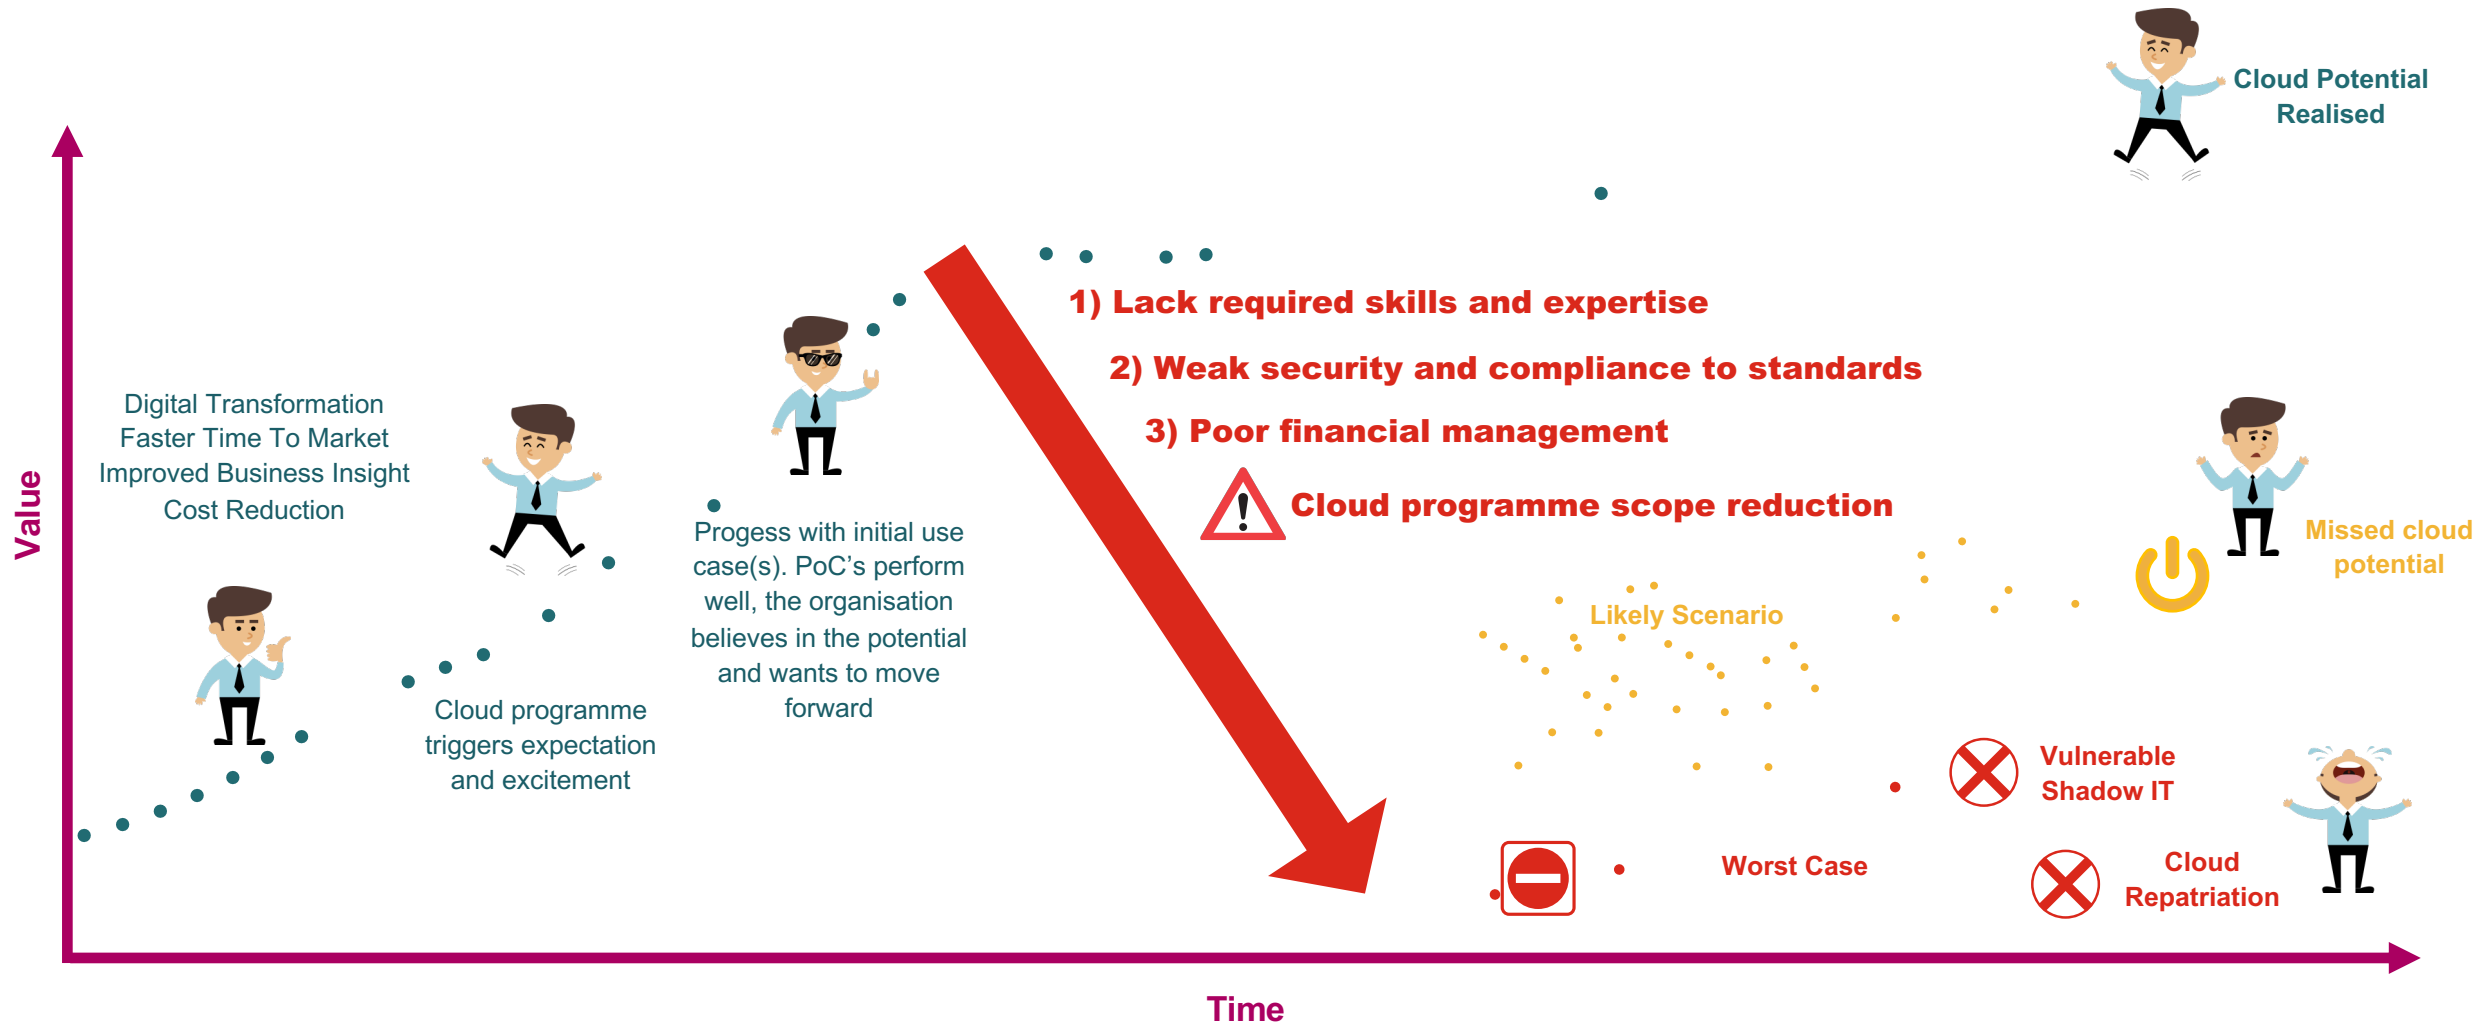 Cloud Potential
Realised
Value
Digital Transformation
Faster Time To Market
Improved Business Insight
Cost Reduction
Cloud programme
triggers expectation
and excitement
Progess with initial use
case(s). PoC's perform
well, the organisation
believes in the potential
and wants to move
forward
1) Lack required skills and expertise
2) Weak security and compliance to standards
3) Poor financial management
Cloud programme scope reduction
Likely Scenario
Missed cloud
potential
Vulnerable
Shadow IT
Worst Case
Cloud
Repatriation
Time